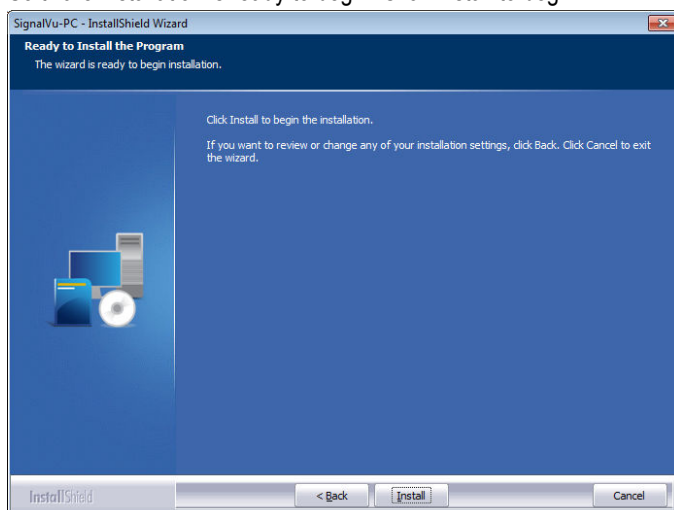 SignalVu-PC - InstallShield Wizard
Ready to Install the Program
The wizard is ready to begin installation.
Click Install to begin the installation.
If you want to review or change any of your installation settings, click Back. Click Cancel to exit
the wizard.
InstallShield
< Back
Install
Cancel